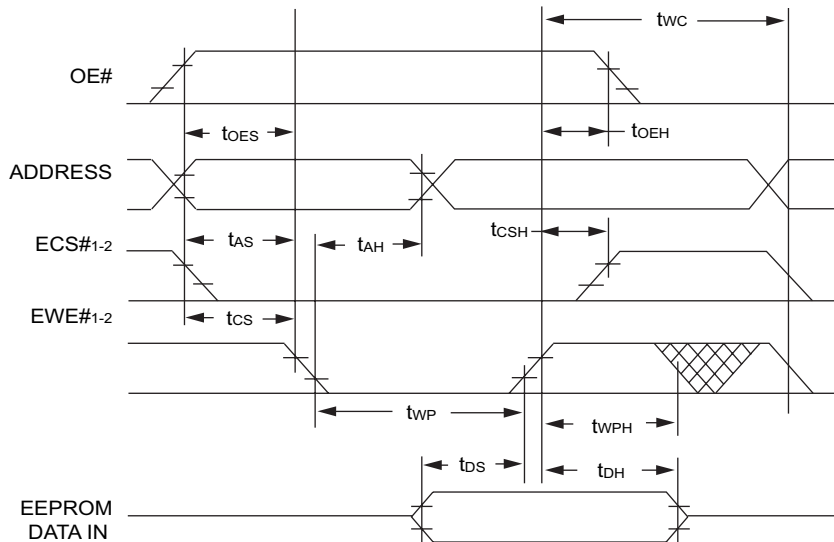 tWC
OE#
tOES
tOEH
ADDRESS
ECS#1-2
tAS
tAH
tCSH
EWE#1-2
tCS
tWP
tWPH
tDS
tDH
EEPROM
DATA IN